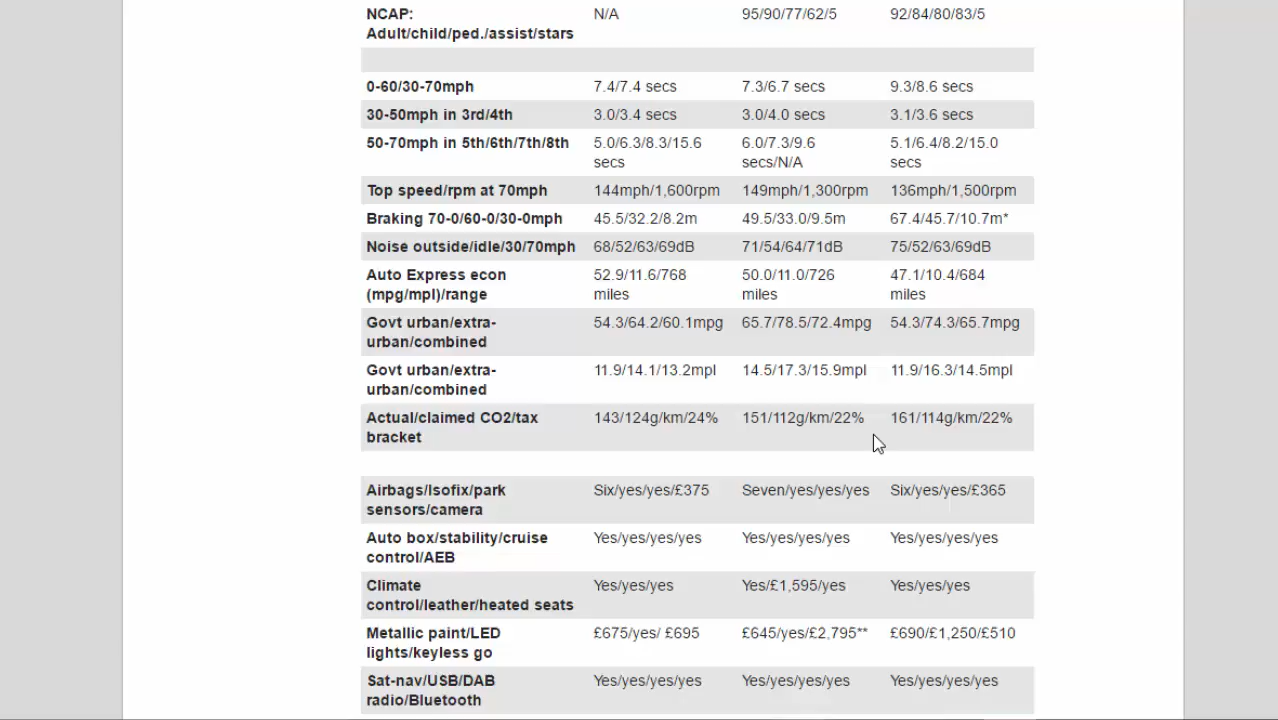 NCAP: N/A 95/90/77/62/5 92/84/80/83/5
Adult/child/ped./assist/stars
0-60/30-70mph 7.4/7.4 secs 7.3/6.7 secs 9.3/8.6 secs
30-50mph in 3rd/4th 3.0/3.4 secs 3.0/4.0 secs 3.1/3.6 secs
50-70mph in 5th/6th/7th/8th 5.0/6.3/8.3/15.6 6.0/7.3/9.6 5.1/6.4/8.2/15.0
secs secs/N/A secs
Top speed/rpm at 70mph 144mph/1,600rpm 149mph/1,300rpm 136mph/1,500rpm
Braking 70-0/60-0/30-0mph 45.5/32.2/8.2m 49.5/33.0/9.5m 67.4/45.7/10.7m*
Noise outside/idle/30/70mph 68/52/63/69dB 71/54/64/71dB 75/52/63/69dB
Auto Express econ 52.9/11.6/768 50.0/11.0/726 47.1/10.4/684
(mpg/mpl)/range miles miles miles
Govt urban/extra- 54.3/64.2/60.1mpg 65.7/78.5/72.4mpg 54.3/74.3/65.7mpg
urban/combined
Govt urban/extra- 11.9/14.1/13.2mpl 14.5/17.3/15.9mpl 11.9/16.3/14.5mpl
urban/combined
Actual/claimed CO2/tax 143/124g/km/24% 151/112g/km/22% 161/114g/km/22%
bracket
Airbags/Isofix/park Six/yes/yes/£375 Seven/yes/yes/yes Six/yes/yes/£365
sensors/camera
Auto box/stability/cruise Yes/yes/yes/yes Yes/yes/yes/yes Yes/yes/yes/yes
control/AEB
Climate Yes/yes/yes Yes/£1,595/yes Yes/yes/yes
control/leather/heated seats
Metallic paint/LED £675/yes/ £695 £645/yes/£2,795** £690/£1,250/£510
lights/keyless go
Sat-nav/USB/DAB Yes/yes/yes/yes Yes/yes/yes/yes Yes/yes/yes/yes
radio/Bluetooth